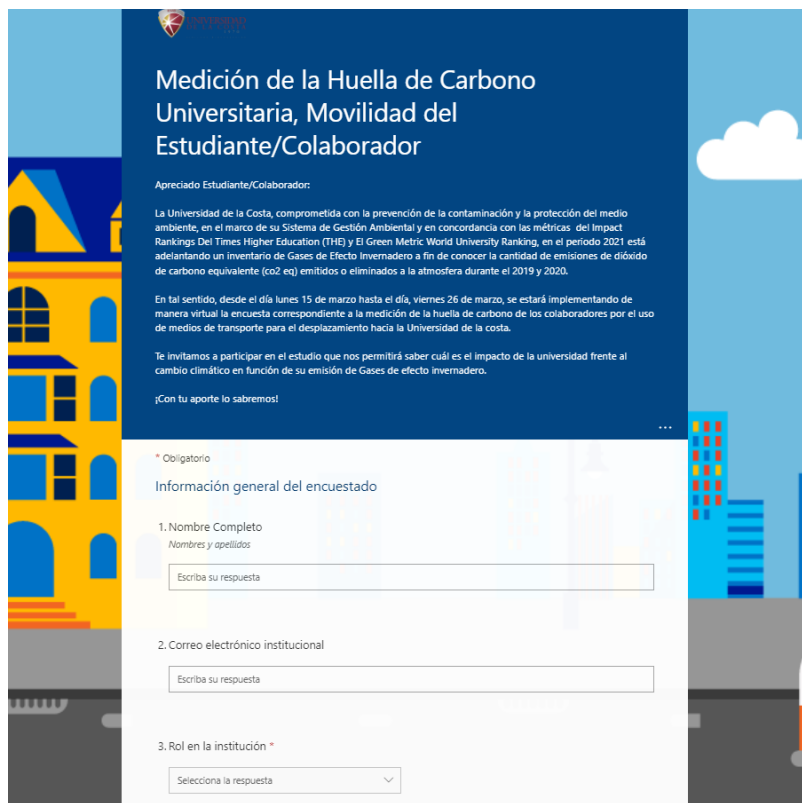 UNIVERSIDAD
Medición de la Huella de Carbono
Universitaria, Movilidad del
Estudiante/Colaborador
Apreciado Estudiante/Colaborador:
La Universidad de la Costa, comprometida con la prevención de la contaminación y la protección del medio
ambiente, en el marco de su Sistema de Gestión Ambiental y en concordancia con las métricas del Impact
Rankings Del Times Higher Education (THE) y El Green Metric World University Ranking, en el periodo 2021 está
adelantando un inventario de Gases de Efecto Invernadero a fin de conocer la cantidad de emisiones de dióxido
de carbono equivalente (co2 eq) emitidos o eliminados a la atmosfera durante el 2019 y 2020.
En tal sentido, desde el día lunes 15 de marzo hasta el día, viernes 26 de marzo, se estará implementando de
manera virtual la encuesta correspondiente a la medición de la huella de carbono de los colaboradores por el uso
de medios de transporte para el desplazamiento hacia la Universidad de la costa.
Te invitamos a participar en el estudio que nos permitirá saber cuál es el impacto de la universidad frente al
cambio climático en función de su emisión de Gases de efecto invernadero.
¡Con tu aporte lo sabremos!
...
* Obligatorio
Información general del encuestado
1. Nombre Completo
Nombres y apellidos
Escriba su respuesta
2. Correo electrónico institucional
Escriba su respuesta
3. Rol en la institución *
Selecciona la respuesta